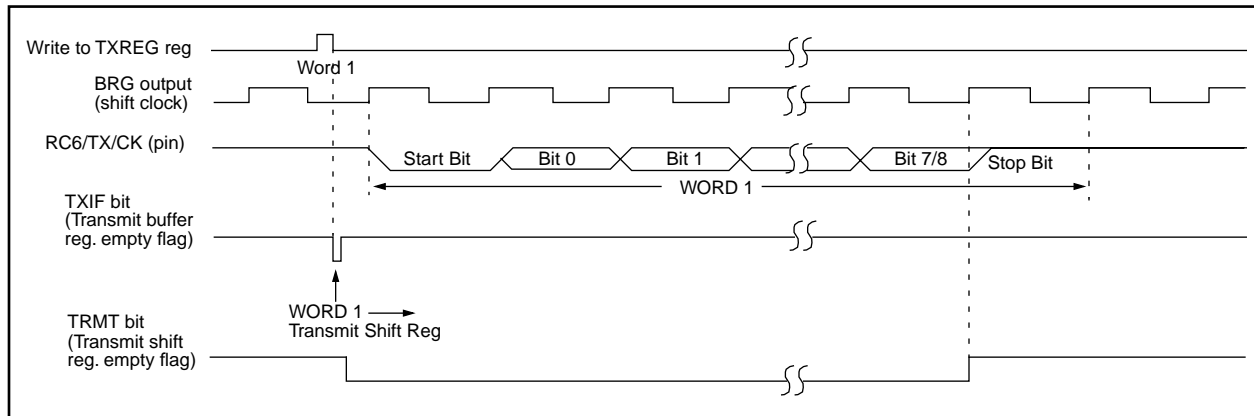 Write to TXREG reg
Word 1
BRG output
(shift clock)
RC6/TX/CK (pin)
Start Bit
Bit 0
Bit 1
Bit 7/8
Stop Bit
WORD 1
TXIF bit
(Transmit buffer
reg. empty flag)
WORD 1
Transmit Shift Reg
TRMT bit
(Transmit shift
reg. empty flag)